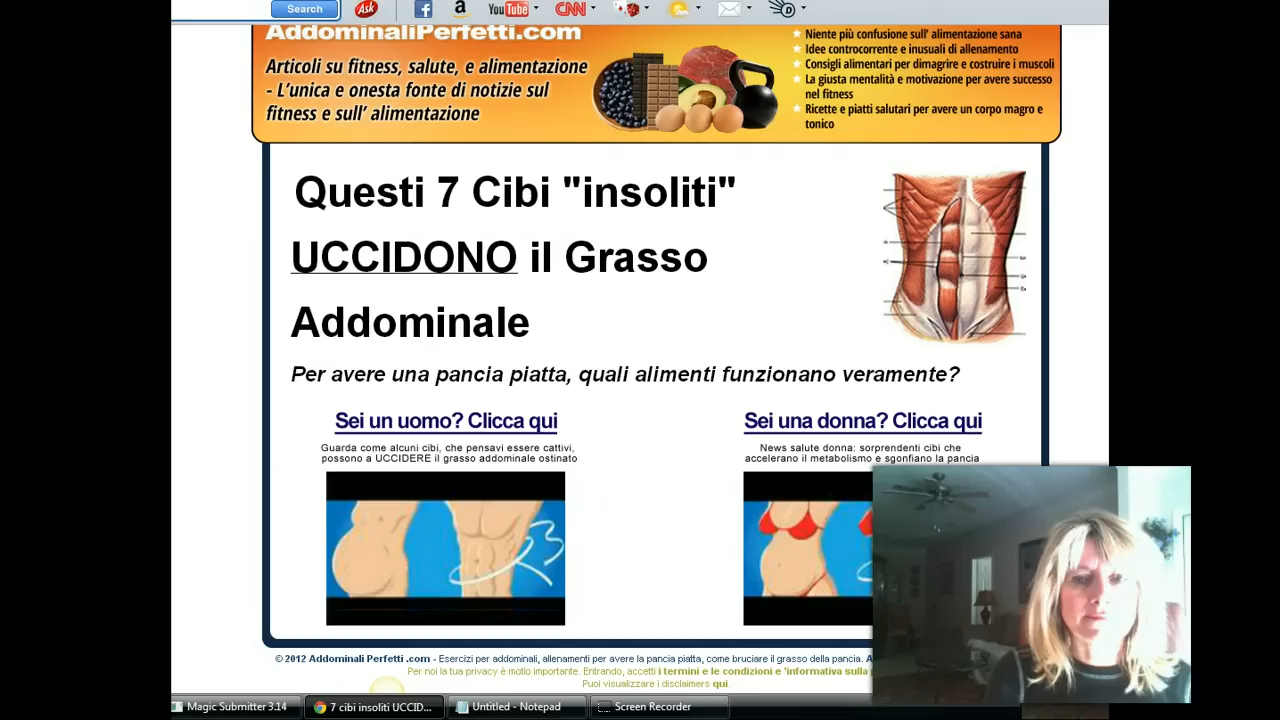 Search
Ask
You Tube
CNN
AddominaliPerfetti.com
Articoli su fitness, salute, e alimentazione
- L'unica e onesta fonte di notizie sul
fitness e sull' alimentazione
Niente più confusione sull' alimentazione sana
Idee controcorrente e inusuali di allenamento
Consigli alimentari per dimagrire e costruire i muscoli
La giusta mentalità e motivazione per avere successo
nel fitness
Ricette e piatti salutari per avere un corpo magro e
tonico
Questi 7 Cibi "insoliti"
UCCIDONO il Grasso
Addominale
Per avere una pancia piatta, quali alimenti funzionano veramente?
Sei un uomo? Clicca qui
Guarda come alcuni cibi, che pensavi essere cattivi,
possono a UCCIDERE il grasso addominale ostinato
Sei una donna? Clicca qui
News salute donna: sorprendenti cibi che
accelerano il metabolismo e sgonfiano la pancia
© 2012 Addominali Perfetti .com - Esercizi per addominali, allenamenti per avere la pancia piatta, come bruciare il grasso della pancia. A
Per noi la tua privacy è motlo importante. Entrando, accetti i termini e le condizioni e 'informativa sulla
Puoi visualizzare i disclaimers qui.
Magic Submitter 3.14
7 cibi insoliti UCCID...
Untitled - Notepad
Screen Recorder